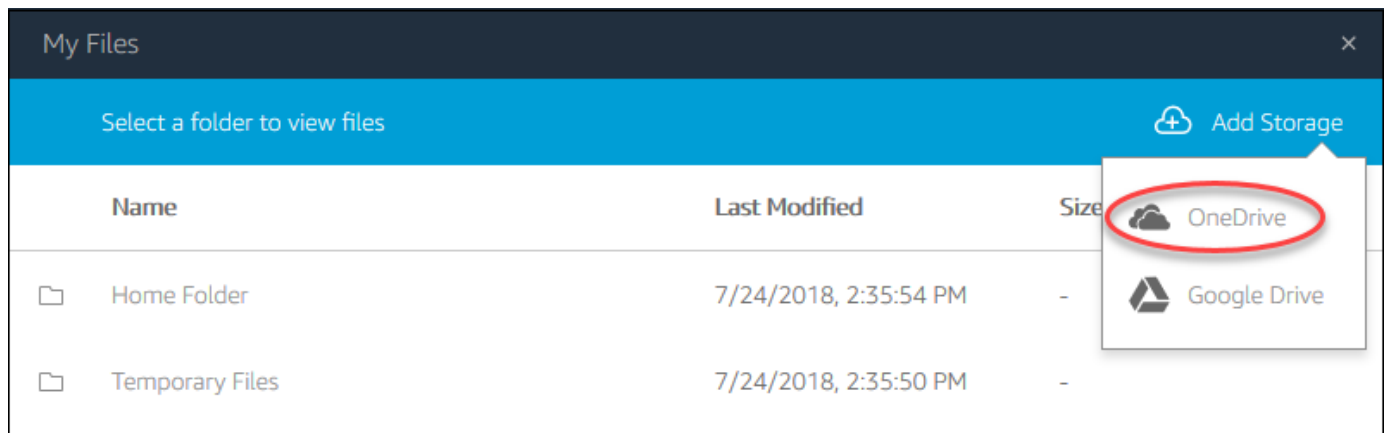 My Files ×
Select a folder to view files Add Storage
Name Last Modified Size
OneDrive
Home Folder 7/24/2018, 2:35:54 PM -
Google Drive
Temporary Files 7/24/2018, 2:35:50 PM -